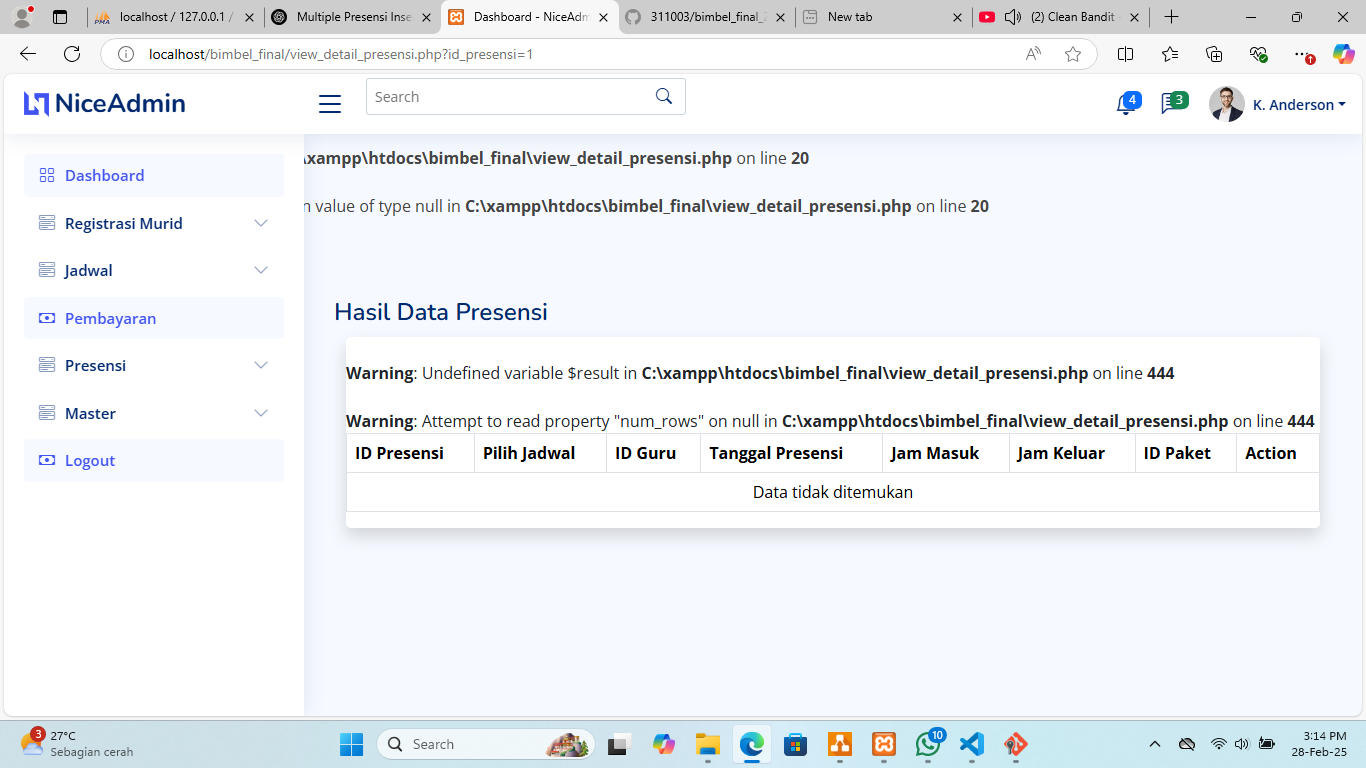 localhost / 127.0.0.1 /
Multiple Presensi Inse
Dashboard - NiceAdm
311003/bimbel_final_2
New tab
(2) Clean Bandit -
localhost/bimbel_final/view_detail_presensi.php?id_presensi=1
NiceAdmin
Search
4
3
K. Anderson
Dashboard
Registrasi Murid
Jadwal
Pembayaran
Presensi
Master
Logout
\xampp\htdocs\bimbel_final\view_detail_presensi.php on line 20
n value of type null in C:\xampp\htdocs\bimbel_final\view_detail_presensi.php on line 20
Hasil Data Presensi
Warning: Undefined variable $result in C:\xampp\htdocs\bimbel_final\view_detail_presensi.php on line 444
Warning: Attempt to read property "num_rows" on null in C:\xampp\htdocs\bimbel_final\view_detail_presensi.php on line 444
ID Presensi Pilih Jadwal ID Guru Tanggal Presensi Jam Masuk Jam Keluar ID Paket Action
Data tidak ditemukan
3
27°C
Sebagian cerah
Search
10
3:14 PM
28-Feb-25